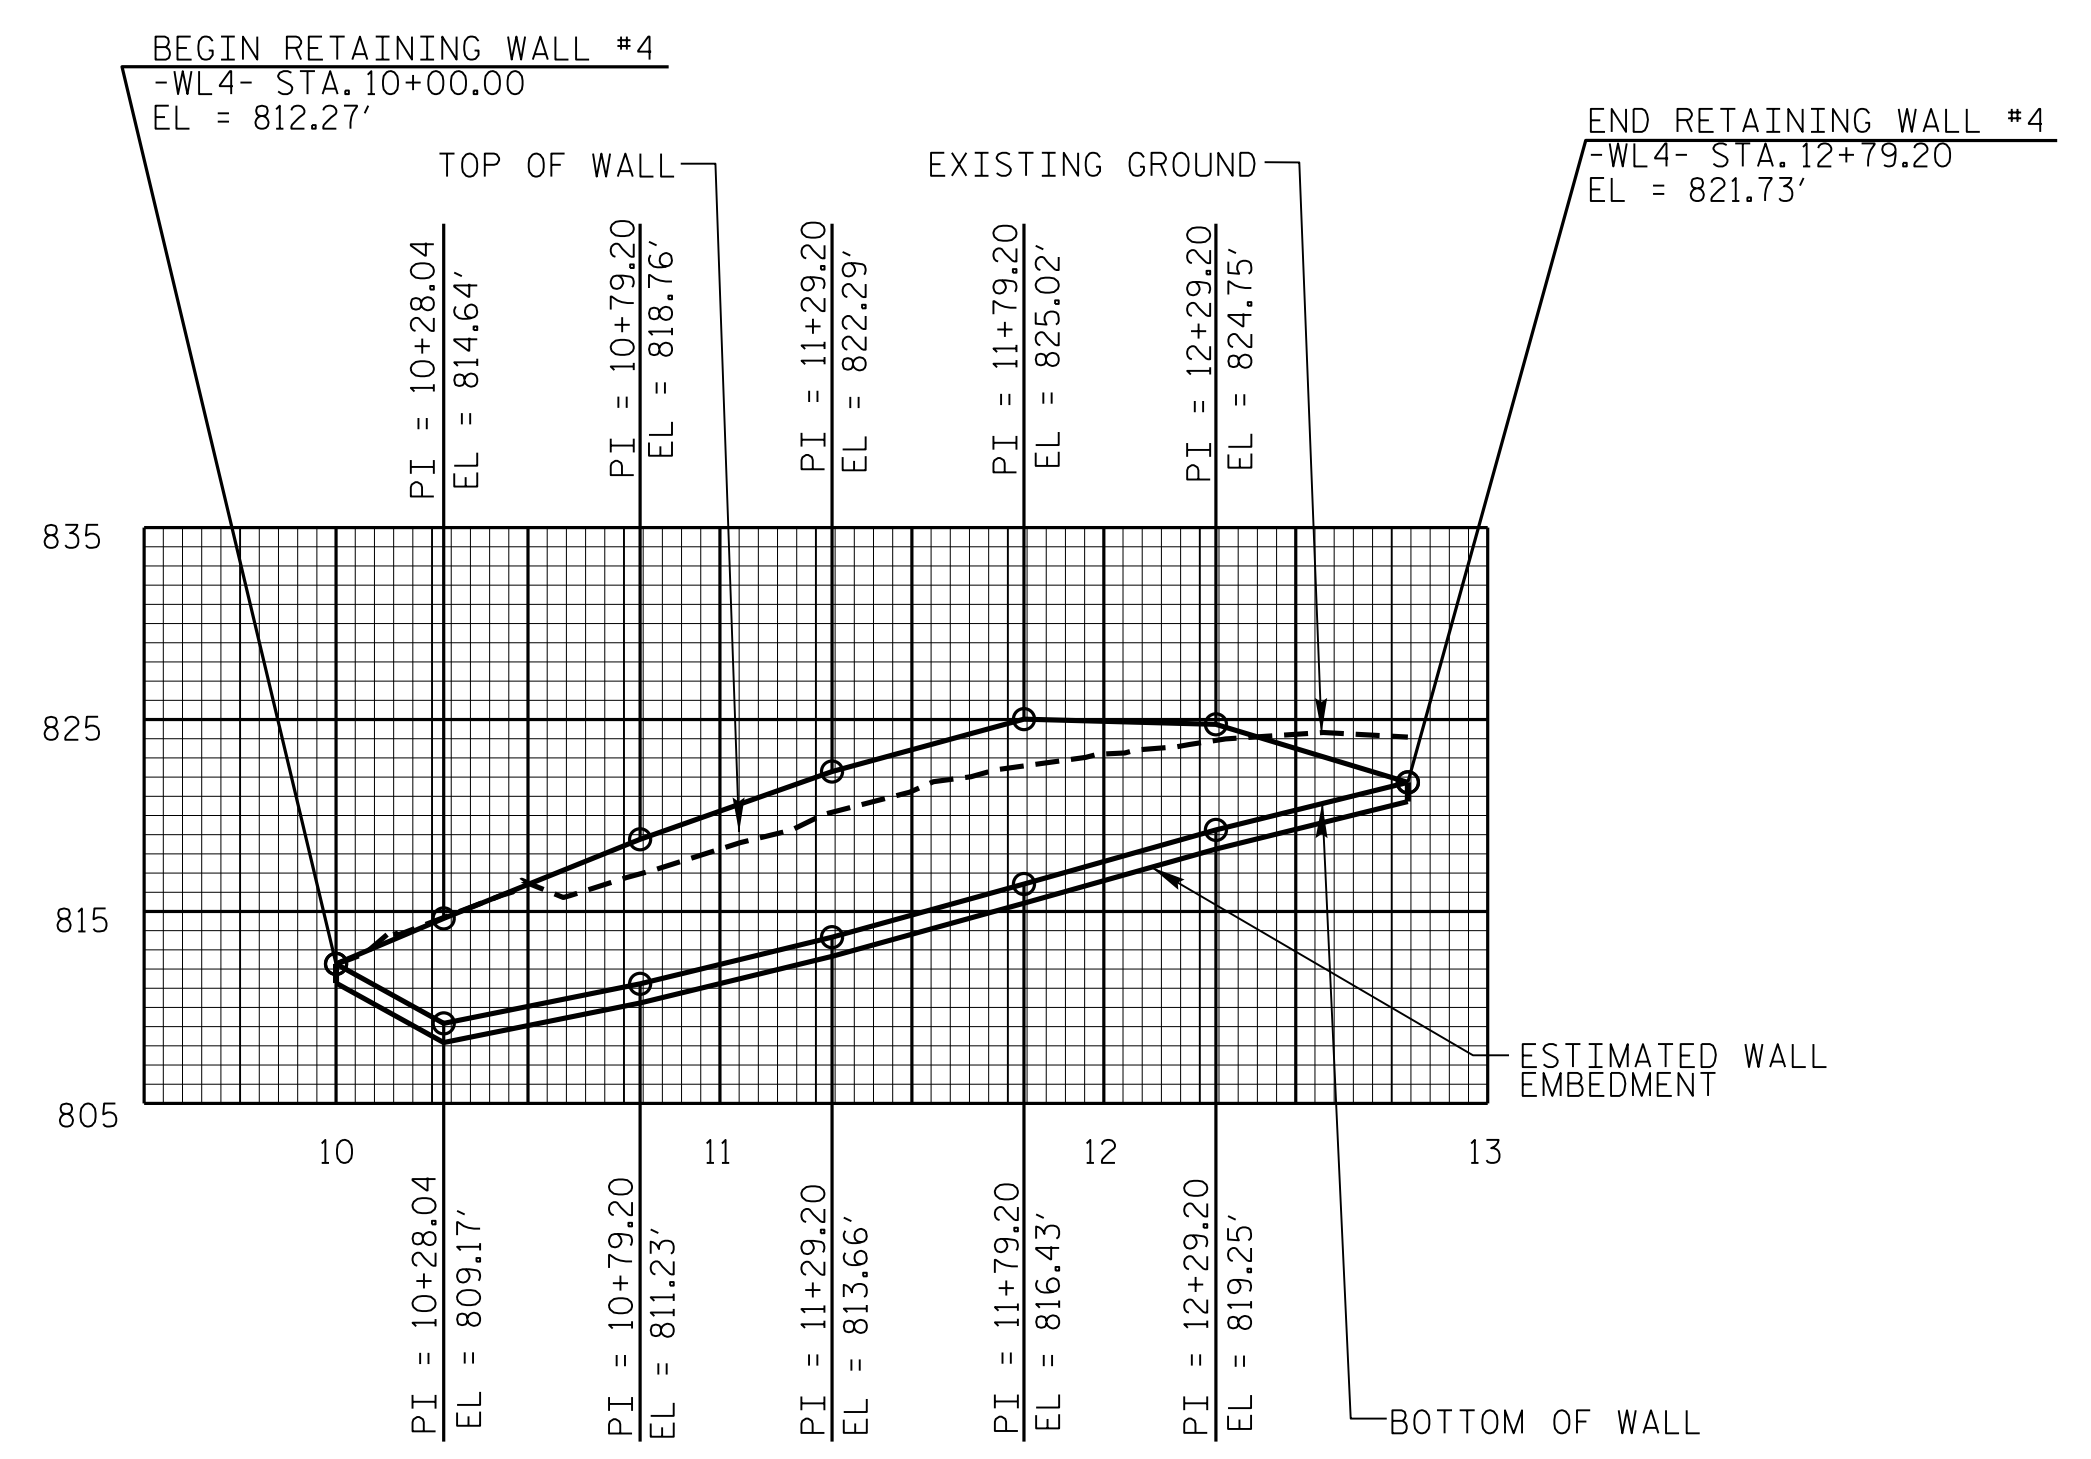 BEGIN RETAINING WALL #4
-WL4- STA. 10+00.00
EL = 812.27'
END RETAINING WALL #4
-WL4- STA. 12+79.20
EL = 821.73'
TOP OF WALL
EXISTING GROUND
PI = 10+28.04
EL = 814.64'
PI = 10+79.20
EL = 818.76'
PI = 11+29.20
EL = 822.29'
PI = 11+79.20
EL = 825.02'
PI = 12+29.20
EL = 824.75'
835
825
815
805
ESTIMATED WALL
EMBEDMENT
10
11
12
13
PI = 10+28.04
EL = 809.17'
PI = 10+79.20
EL = 811.23'
PI = 11+29.20
EL = 813.66'
PI = 11+79.20
EL = 816.43'
PI = 12+29.20
EL = 819.25'
BOTTOM OF WALL